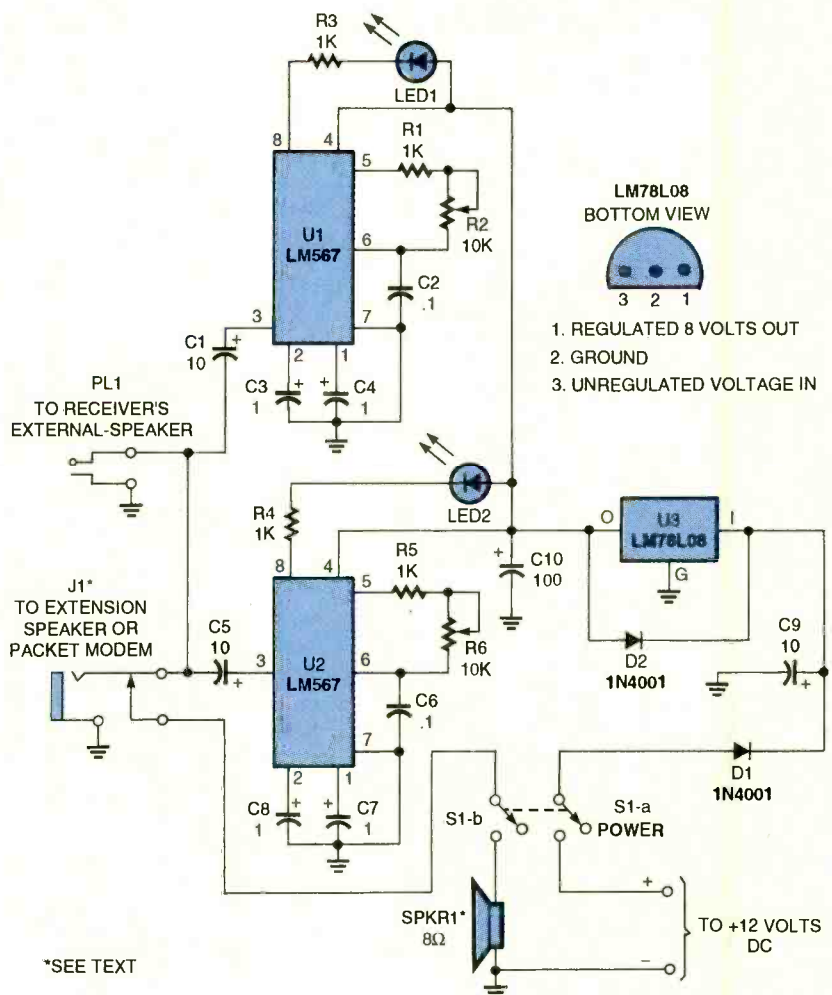 R3
1K
LED1
8
4
R1
1K
5
U1
LM567
R2
10K
6
C2
.1
3
7
C1
10
+
2
1
C3
1
+
+
C4
1
LM78L08
BOTTOM VIEW
3 2 1
1. REGULATED 8 VOLTS OUT
2. GROUND
3. UNREGULATED VOLTAGE IN
PL1
TO RECEIVER'S
EXTERNAL-SPEAKER
LED2
R4
1K
8
4
R5
1K
5
+
C10
100
O
U3
LM78L08
I
G
J1*
TO EXTENSION
SPEAKER OR
PACKET MODEM
C5
10
+
3
U2
LM567
6
R6
10K
C6
.1
7
2
1
C8
1
+
+
C7
1
D2
1N4001
C9
10
+
D1
1N4001
S1-b
S1-a
POWER
SPKR1*
8Ω
+
–
TO +12 VOLTS
DC
*SEE TEXT